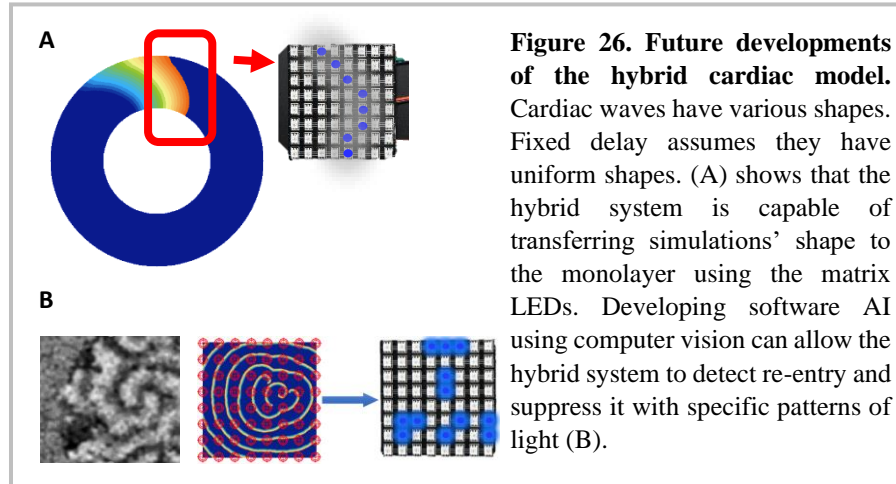 A
B
Figure 26. Future developments
of the hybrid cardiac model.
Cardiac waves have various shapes.
Fixed delay assumes they have
uniform shapes. (A) shows that the
hybrid system is capable of
transferring simulations’ shape to
the monolayer using the matrix
LEDs. Developing software AI
using computer vision can allow the
hybrid system to detect re-entry and
suppress it with specific patterns of
light (B).